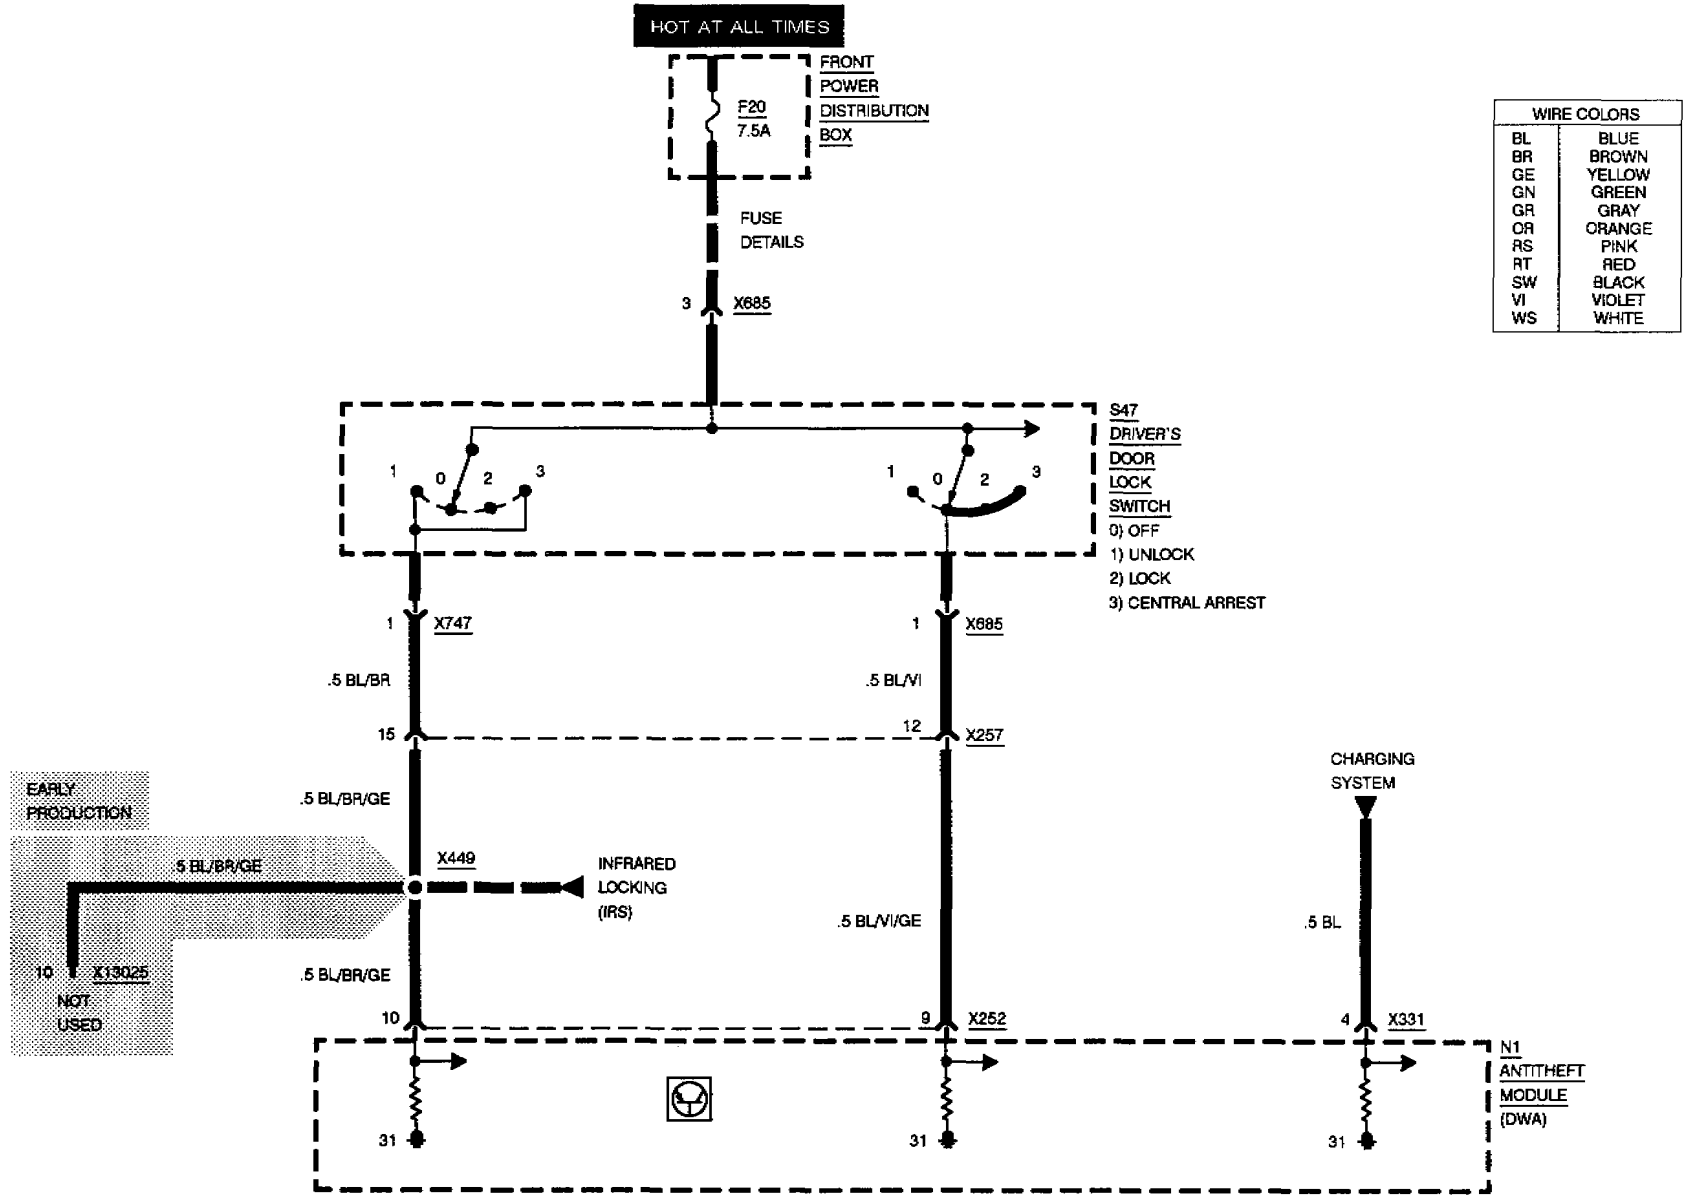 HOT AT ALL TIMES
FRONT
POWER
DISTRIBUTION
BOX
F20
7.5A
WIRE COLORS
BL BLUE
BR BROWN
GE YELLOW
GN GREEN
GR GRAY
OR ORANGE
RS PINK
RT RED
SW BLACK
VI VIOLET
WS WHITE
FUSE
DETAILS
3 X685
S47
DRIVER'S
DOOR
LOCK
SWITCH
0) OFF
1) UNLOCK
2) LOCK
3) CENTRAL ARREST
1 0 2 3
1 0 2 3
1 X747
1 X685
.5 BL/BR
.5 BL/VI
15
12 X257
CHARGING
SYSTEM
EARLY
PRODUCTION
.5 BL/BR/GE
.5 BL/BR/GE
X449
INFRARED
LOCKING
(IRS)
.5 BL/VI/GE
.5 BL
10 X13025
NOT
USED
.5 BL/BR/GE
10
9 X252
4 X331
N1
ANTITHEFT
MODULE
(DWA)
31
31
31